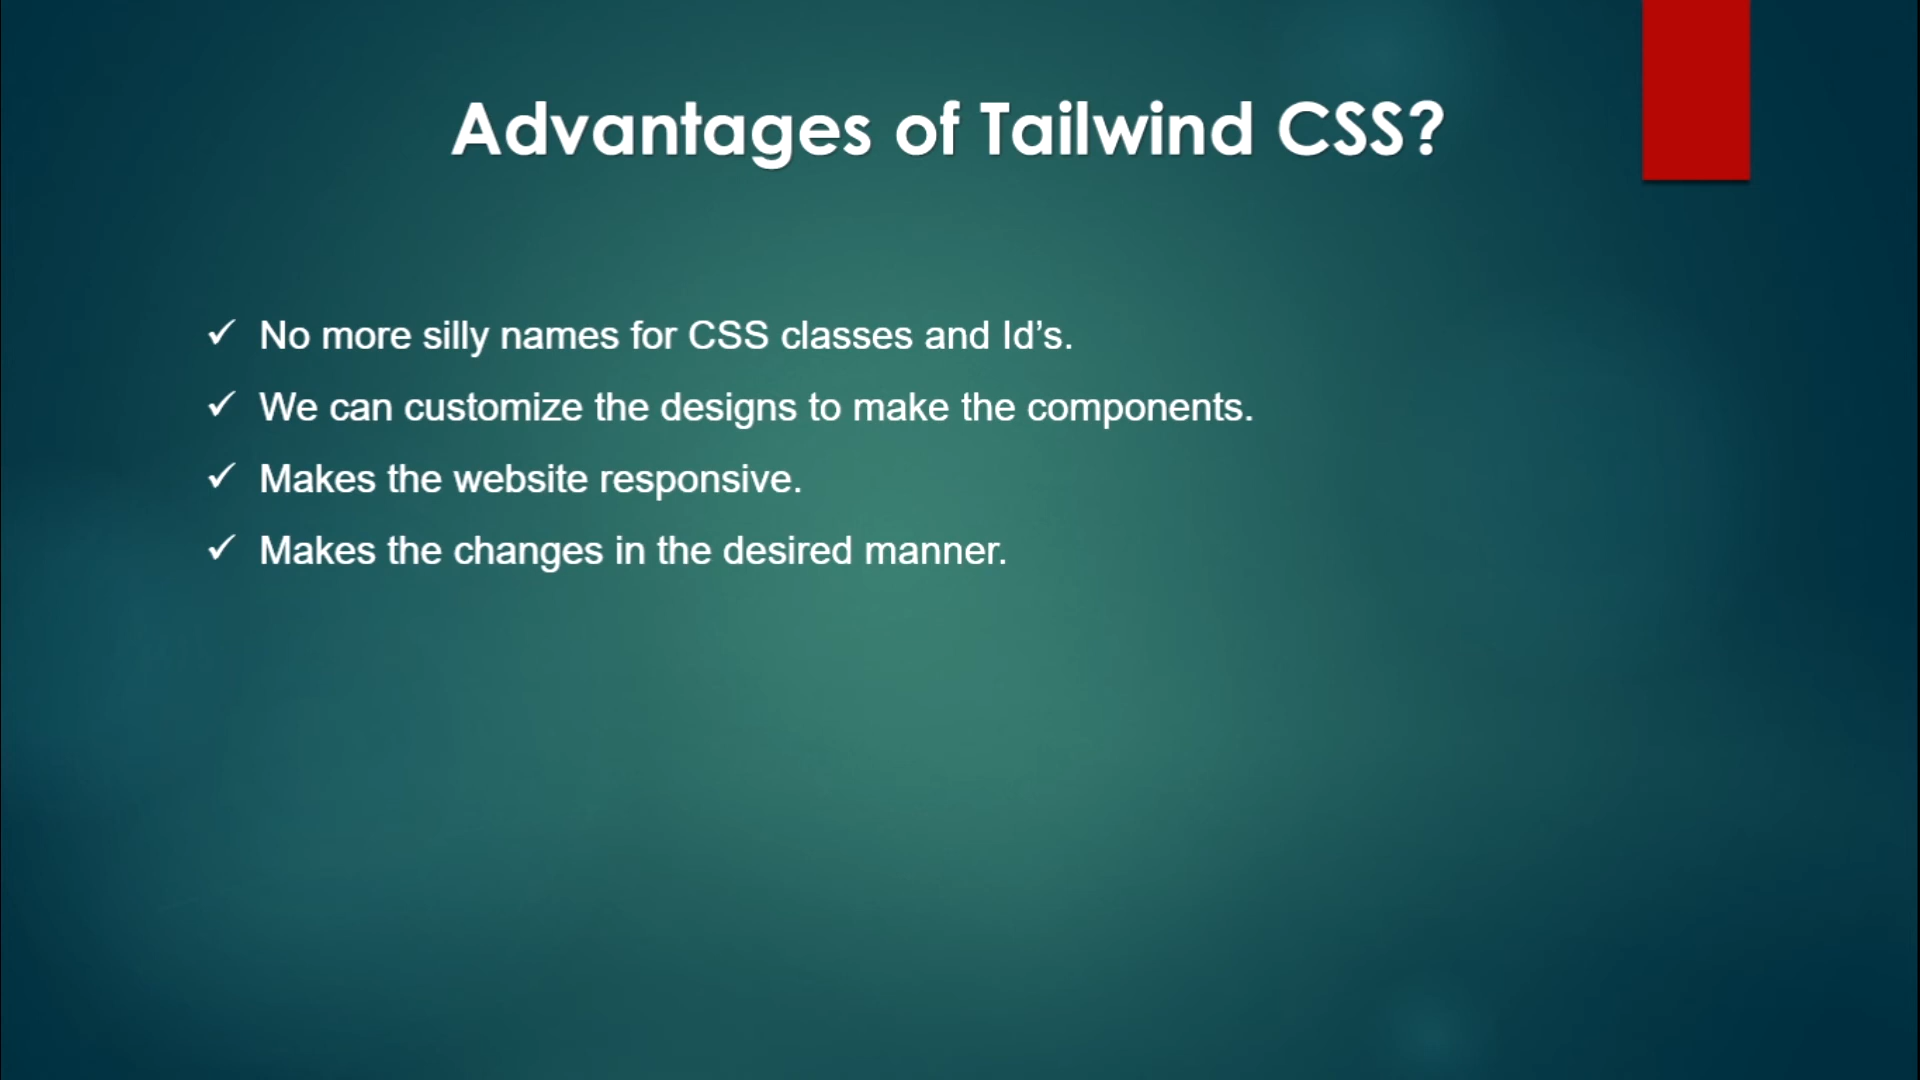 Advantages of Tailwind CSS?
✓ No more silly names for CSS classes and Id’s.
✓ We can customize the designs to make the components.
✓ Makes the website responsive.
✓ Makes the changes in the desired manner.